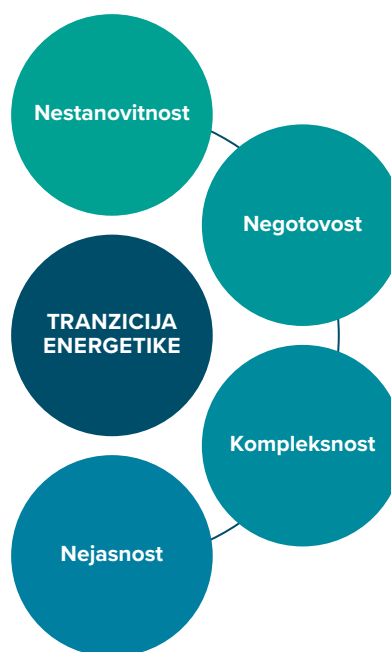 Nestanovitnost
Negotovost
TRANZICIJA
ENERGETIKE
Kompleksnost
Nejasnost